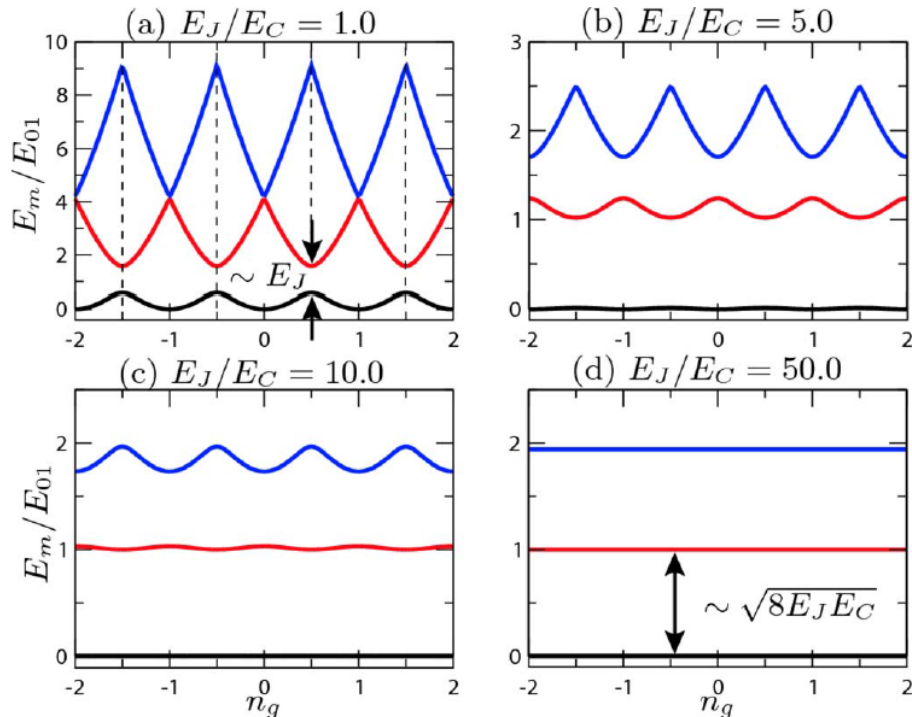 (a) E_J/E_C = 1.0
(b) E_J/E_C = 5.0
E_m/E_01
10
8
6
4
2
0
~ E_J
-2 -1 0 1 2
3
2
1
0
-2 -1 0 1 2
(c) E_J/E_C = 10.0
(d) E_J/E_C = 50.0
E_m/E_01
2
1
0
-2 -1 0 1 2
n_g
2
1
0
~ √8E_JE_C
-2 -1 0 1 2
n_g